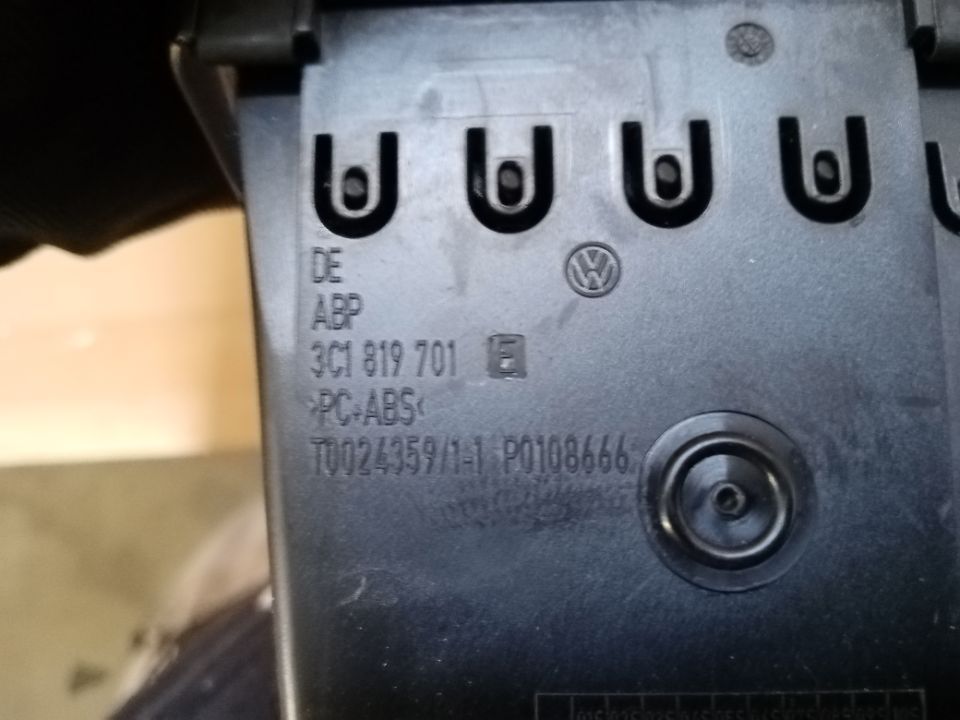 DE
ABP
3C1 819 701 E
>PC+ABS<
T0024359/1-1 P0108666